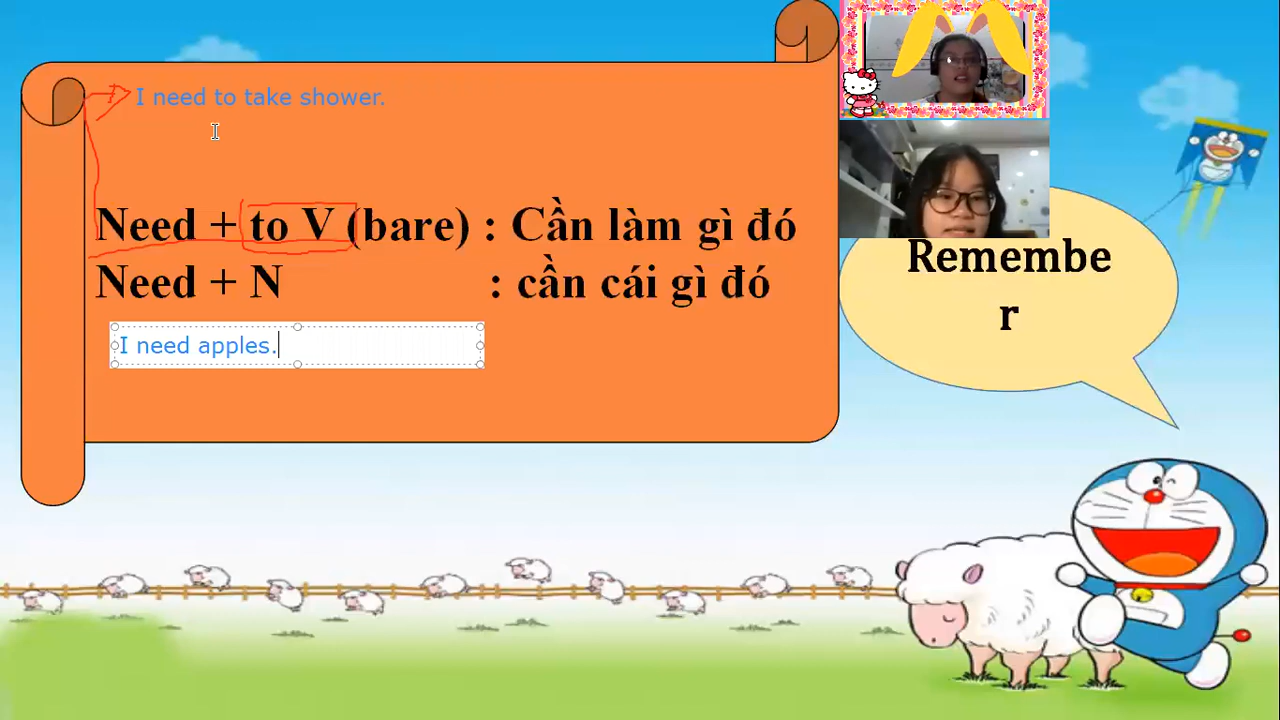 I need to take shower.
Need + to V (bare) : Cần làm gì đó
Need + N : cần cái gì đó
I need apples.
Remembe
r